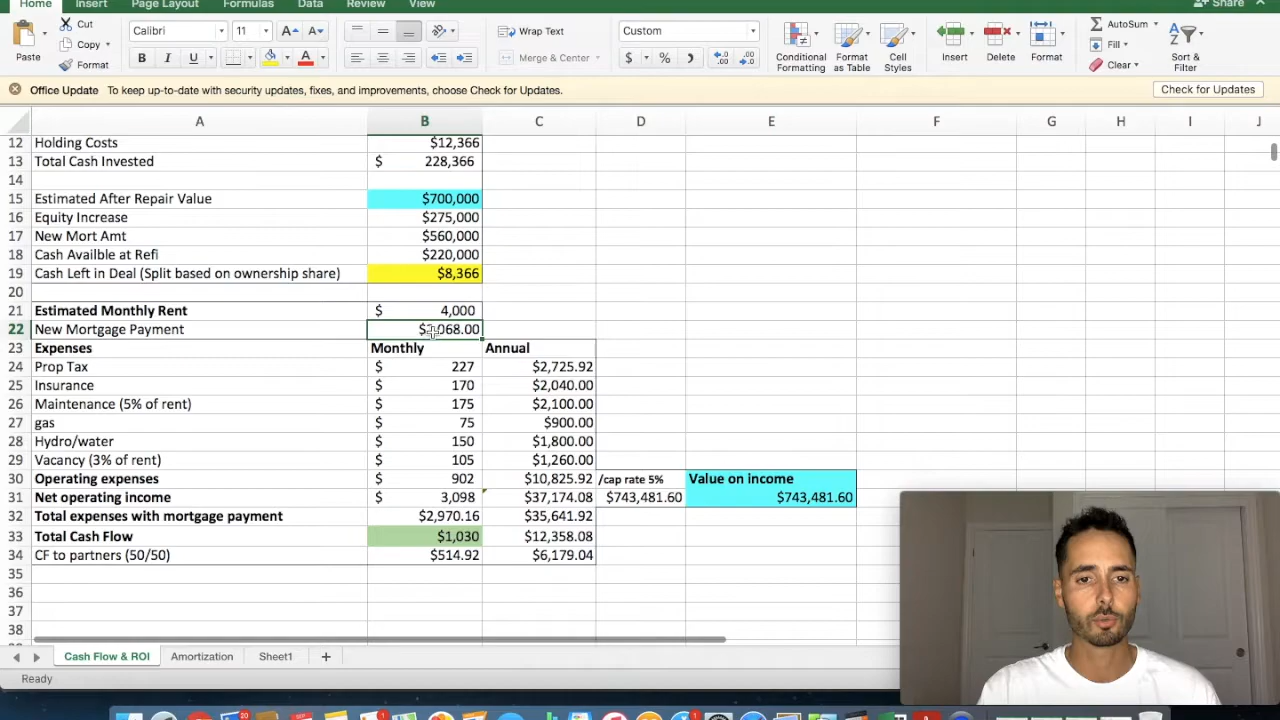 Home Insert Page Layout Formulas Data Review View Share
Cut
Copy
Format
Paste
Calibri 11
B I U
Wrap Text
Merge & Center
Custom
$ %
Conditional Formatting
Format as Table
Cell Styles
Insert
Delete
Format
AutoSum
Fill
Clear
Sort & Filter
Office Update To keep up-to-date with security updates, fixes, and improvements, choose Check for Updates. Check for Updates
A B C D E F G H I J
12 Holding Costs $12,366
13 Total Cash Invested $ 228,366
14
15 Estimated After Repair Value $700,000
16 Equity Increase $275,000
17 New Mort Amt $560,000
18 Cash Availble at Refi $220,000
19 Cash Left in Deal (Split based on ownership share) $8,366
20
21 Estimated Monthly Rent $ 4,000
22 New Mortgage Payment
23 Expenses Monthly Annual
24 Prop Tax $ 227 $2,725.92
25 Insurance $ 170 $2,040.00
26 Maintenance (5% of rent) $ 175 $2,100.00
27 gas $ 75 $900.00
28 Hydro/water $ 150 $1,800.00
29 Vacancy (3% of rent) $ 105 $1,260.00
30 Operating expenses $ 902 $10,825.92 /cap rate 5% Value on income
31 Net operating income $ 3,098 $37,174.08 $743,481.60 $743,481.60
32 Total expenses with mortgage payment $2,970.16 $35,641.92
33 Total Cash Flow $1,030 $12,358.08
34 CF to partners (50/50) $514.92 $6,179.04
35
36
37
38
Cash Flow & ROI Amortization Sheet1 +
Ready
20
1
1